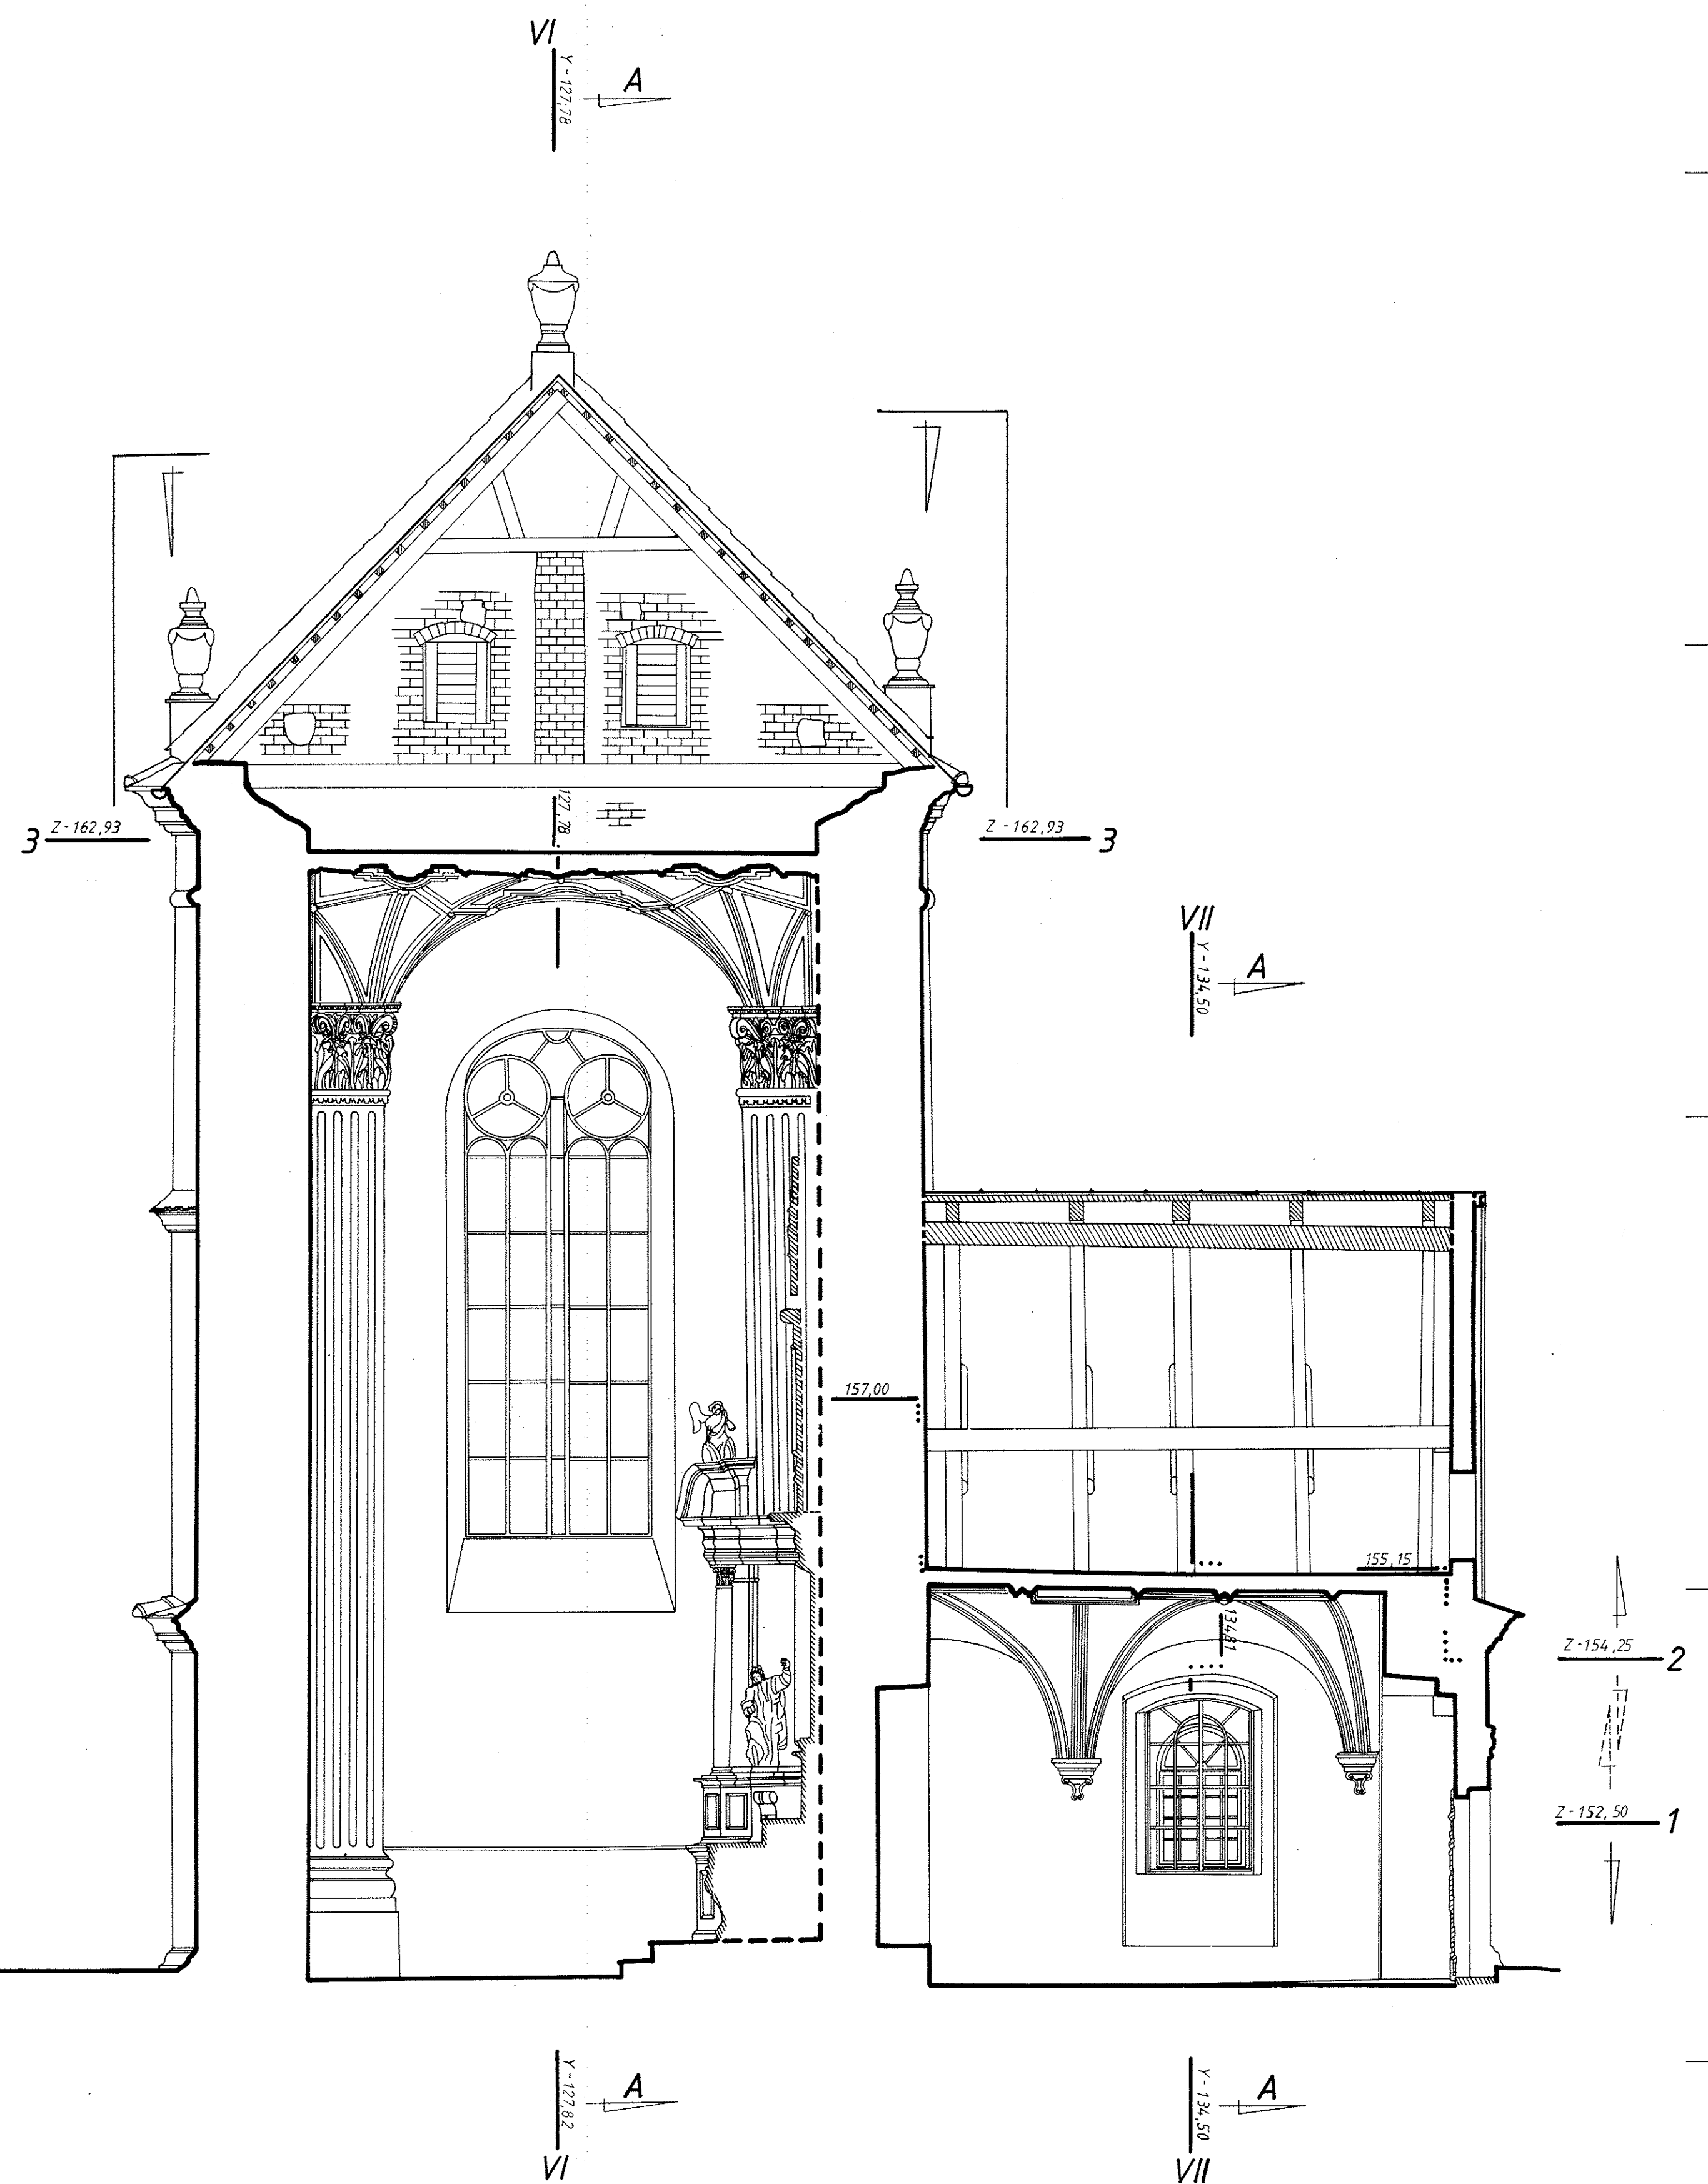 VI
Y-127,78
A
3 Z-162,93
127,78
Z-162,93 3
VII
Y-134,50
A
157,00
155,15
134,81
Z-154,25 2
Z-152,50 1
Y-127,82
A
VI
Y-134,50
A
VII